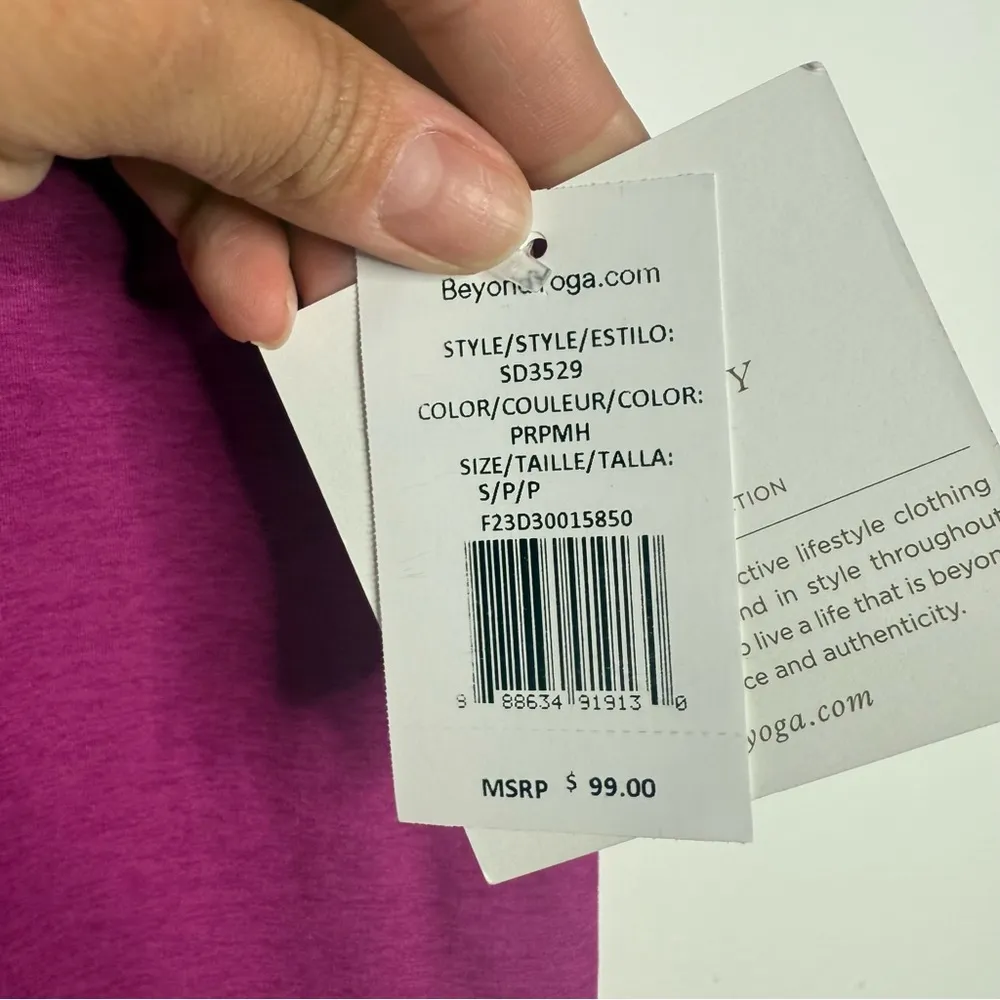 BeyondYoga.com
STYLE/STYLE/ESTILO:
SD3529
COLOR/COULEUR/COLOR:
PRPMH
SIZE/TAILLE/TALLA:
S/P/P
F23D30015850
8 88634 91913 0
MSRP $ 99.00
Y
TION
ctive lifestyle clothing
nd in style throughout
live a life that is beyon
ce and authenticity.
yoga.com